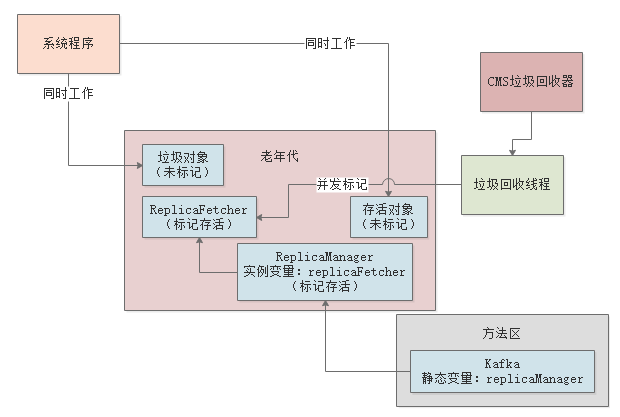 系统程序
同时工作
同时工作
CMS垃圾回收器
垃圾对象
（未标记）
老年代
并发标记
垃圾回收线程
ReplicaFetcher
（标记存活）
存活对象
（未标记）
ReplicaManager
实例变量：replicaFetcher
（标记存活）
方法区
Kafka
静态变量：replicaManager